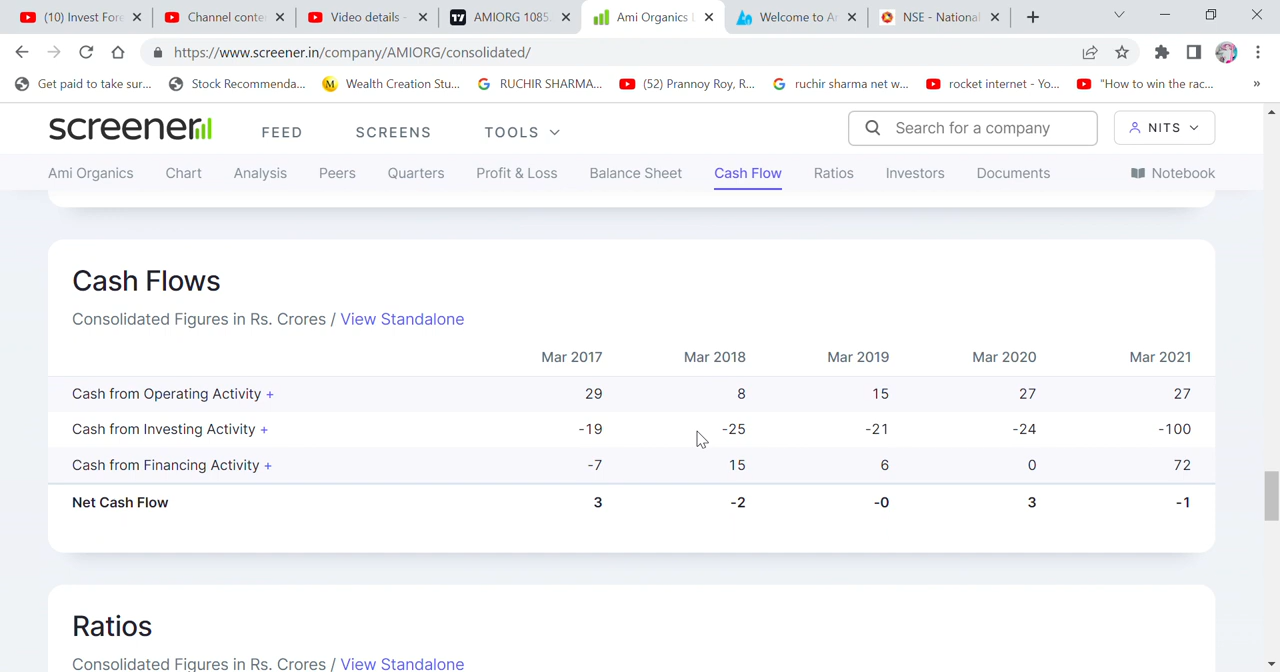 (10) Invest For
Channel conte
Video details -
AMIORG 1085.
Ami Organics L
Welcome to Ar
NSE - National
https://www.screener.in/company/AMIORG/consolidated/
Get paid to take sur...
Stock Recommenda...
Wealth Creation Stu...
RUCHIR SHARMA...
(52) Prannoy Roy, R...
ruchir sharma net w...
rocket internet - Yo...
"How to win the rac...
»
screener
FEED
SCREENS
TOOLS
Search for a company
NITS
Ami Organics
Chart
Analysis
Peers
Quarters
Profit & Loss
Balance Sheet
Cash Flow
Ratios
Investors
Documents
Notebook
Cash Flows
Consolidated Figures in Rs. Crores / View Standalone
Mar 2017 Mar 2018 Mar 2019 Mar 2020 Mar 2021
Cash from Operating Activity + 29 8 15 27 27
Cash from Investing Activity + -19 -25 -21 -24 -100
Cash from Financing Activity + -7 15 6 0 72
Net Cash Flow 3 -2 -0 3 -1
Ratios
Consolidated Figures in Rs. Crores / View Standalone